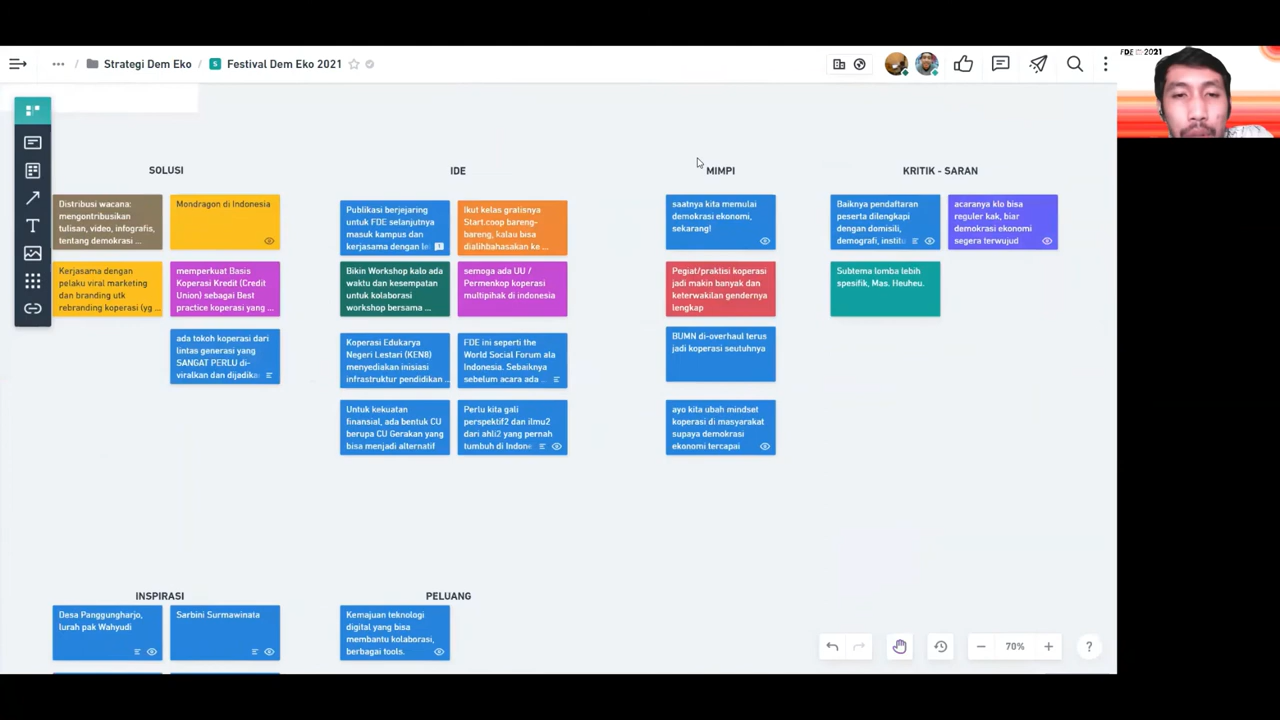 FDE 2021
... / Strategi Dem Eko / S Festival Dem Eko 2021
SOLUSI
Distribusi wacana:
mengontribusikan
tulisan, video, infografis,
tentang demokrasi ...
Mondragon di Indonesia
Kerjasama dengan
pelaku viral marketing
dan branding utk
rebranding koperasi (yg ...
memperkuat Basis
Koperasi Kredit (Credit
Union) sebagai Best
practice koperasi yang ...
ada tokoh koperasi dari
lintas generasi yang
SANGAT PERLU di-
viralkan dan dijadika
IDE
Publikasi berjejaring
untuk FDE selanjutnya
masuk kampus dan
kerjasama dengan le
Ikut kelas gratisnya
Start.coop bareng-
bareng, kalau bisa
dialihbahasakan ke ...
Bikin Workshop kalo ada
waktu dan kesempatan
untuk kolaborasi
workshop bersama ...
semoga ada UU /
Permenkop koperasi
multipihak di indonesia
Koperasi Edukarya
Negeri Lestari (KEN8)
menyediakan inisiasi
infrastruktur pendidikan ...
FDE ini seperti the
World Social Forum ala
Indonesia. Sebaiknya
sebelum acara ada ...
Untuk kekuatan
finansial, ada bentuk CU
berupa CU Gerakan yang
bisa menjadi alternatif
Perlu kita gali
perspektif2 dan ilmu2
dari ahli2 yang pernah
tumbuh di Indone
MIMPI
saatnya kita memulai
demokrasi ekonomi,
sekarang!
Pegiat/praktisi koperasi
jadi makin banyak dan
keterwakilan gendernya
lengkap
BUMN di-overhaul terus
jadi koperasi seutuhnya
ayo kita ubah mindset
koperasi di masyarakat
supaya demokrasi
ekonomi tercapai
KRITIK - SARAN
Baiknya pendaftaran
peserta dilengkapi
dengan domisili,
demografi, instit
acaranya klo bisa
reguler kak, biar
demokrasi ekonomi
segera terwujud
Subtema lomba lebih
spesifik, Mas. Heuheu.
INSPIRASI
Desa Panggungharjo,
lurah pak Wahyudi
Sarbini Surmawinata
PELUANG
Kemajuan teknologi
digital yang bisa
membantu kolaborasi,
berbagai tools.
70%